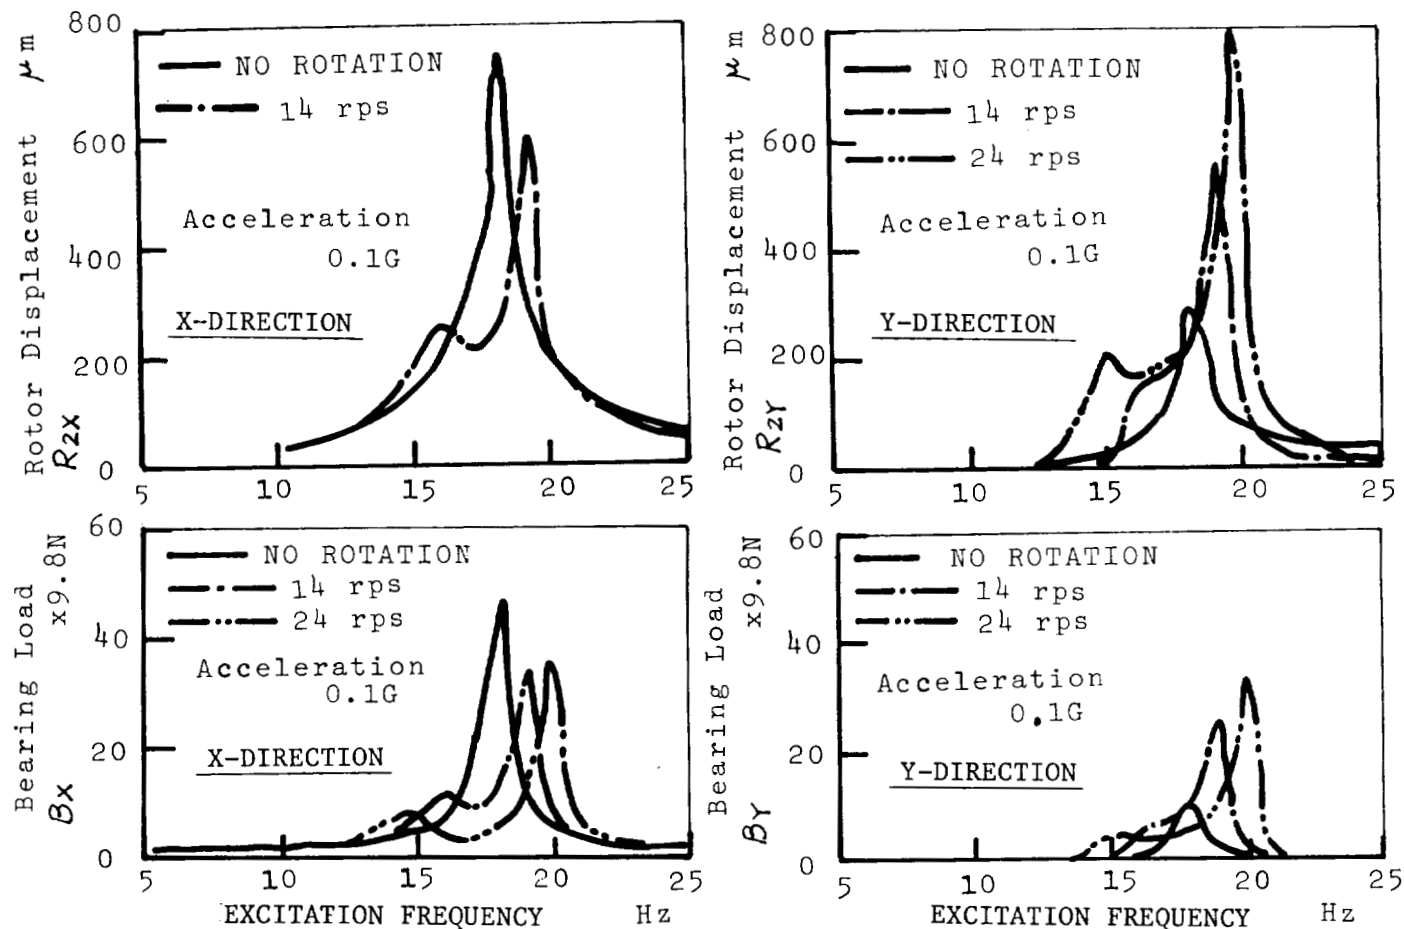 800
NO ROTATION
14 rps
600
Acceleration
0.1G
400
X-DIRECTION
200
0
5 10 15 20 25
Rotor Displacement μm
R2X
800
NO ROTATION
14 rps
24 rps
600
Acceleration
0.1G
400
Y-DIRECTION
200
0
5 10 15 20 25
Rotor Displacement μm
R2Y
60
NO ROTATION
14 rps
24 rps
40
Acceleration
0.1G
20
X-DIRECTION
0
5 10 15 20 25
EXCITATION FREQUENCY Hz
Bearing Load x9.8N
BX
60
NO ROTATION
14 rps
24 rps
40
Acceleration
0.1G
20
Y-DIRECTION
0
5 10 15 20 25
EXCITATION FREQUENCY Hz
Bearing Load x9.8N
BY